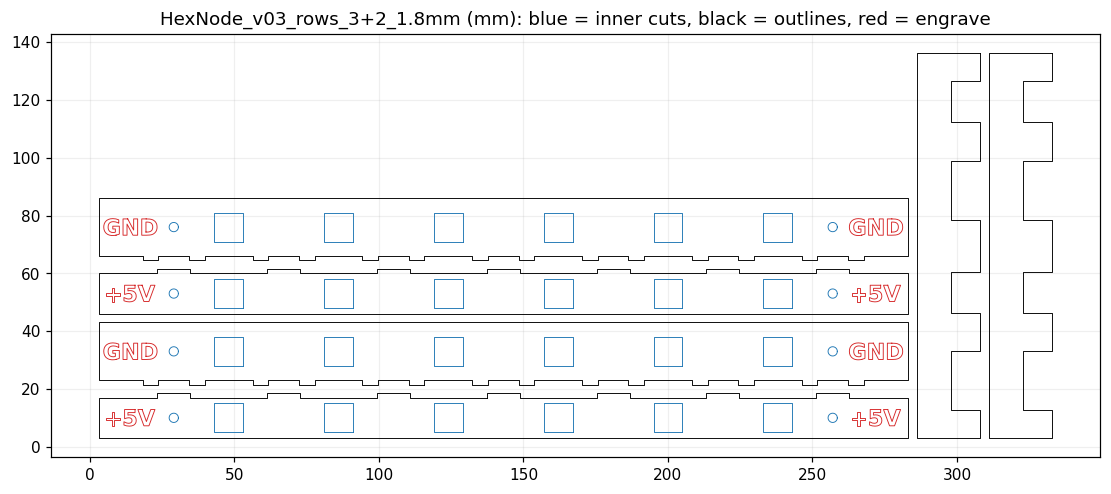 HexNode_v03_rows_3+2_1.8mm (mm): blue = inner cuts, black = outlines, red = engrave
140
120
100
80
60
40
20
0
GND GND
+5V +5V
GND GND
+5V +5V
0 50 100 150 200 250 300